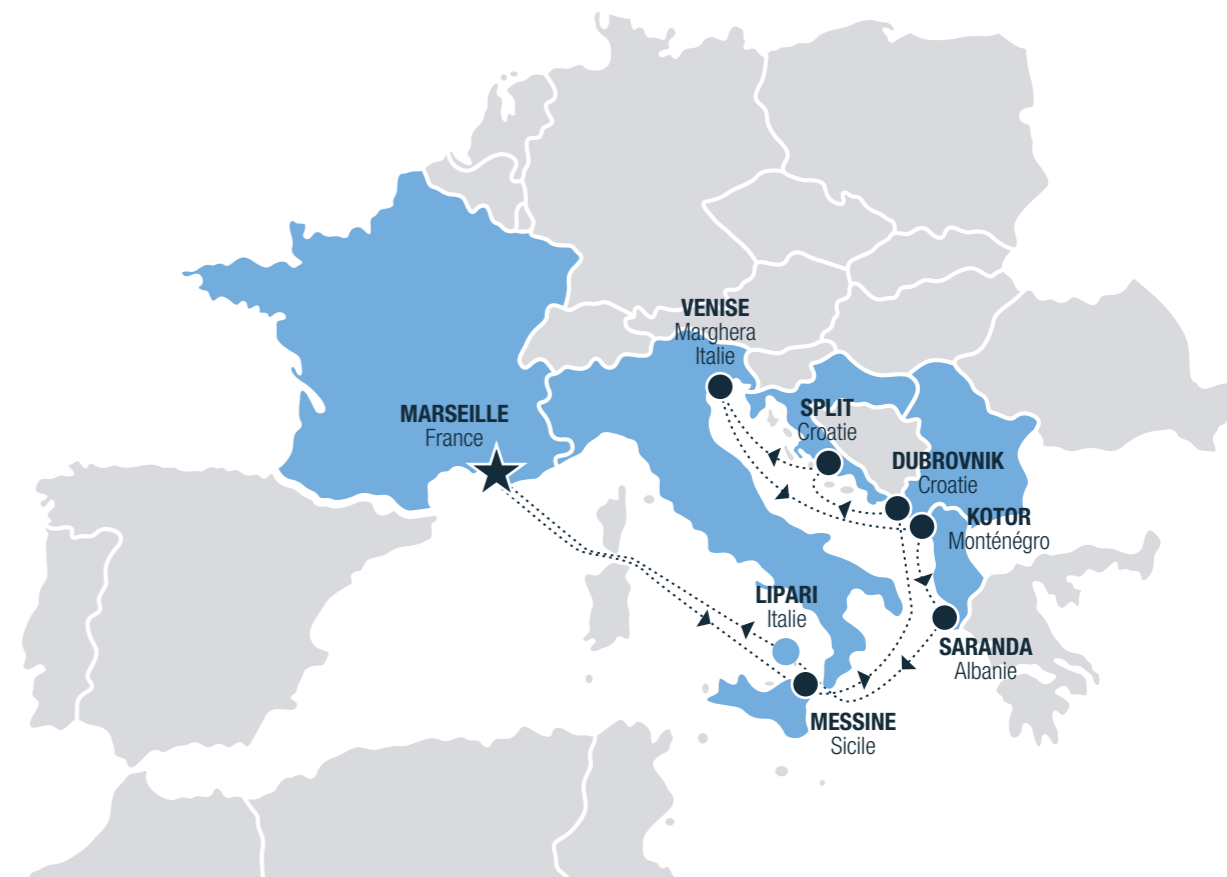 VENISE
Marghera
Italie
MARSEILLE
France
SPLIT
Croatie
DUBROVNIK
Croatie
KOTOR
Monténégro
LIPARI
Italie
SARANDA
Albanie
MESSINE
Sicile